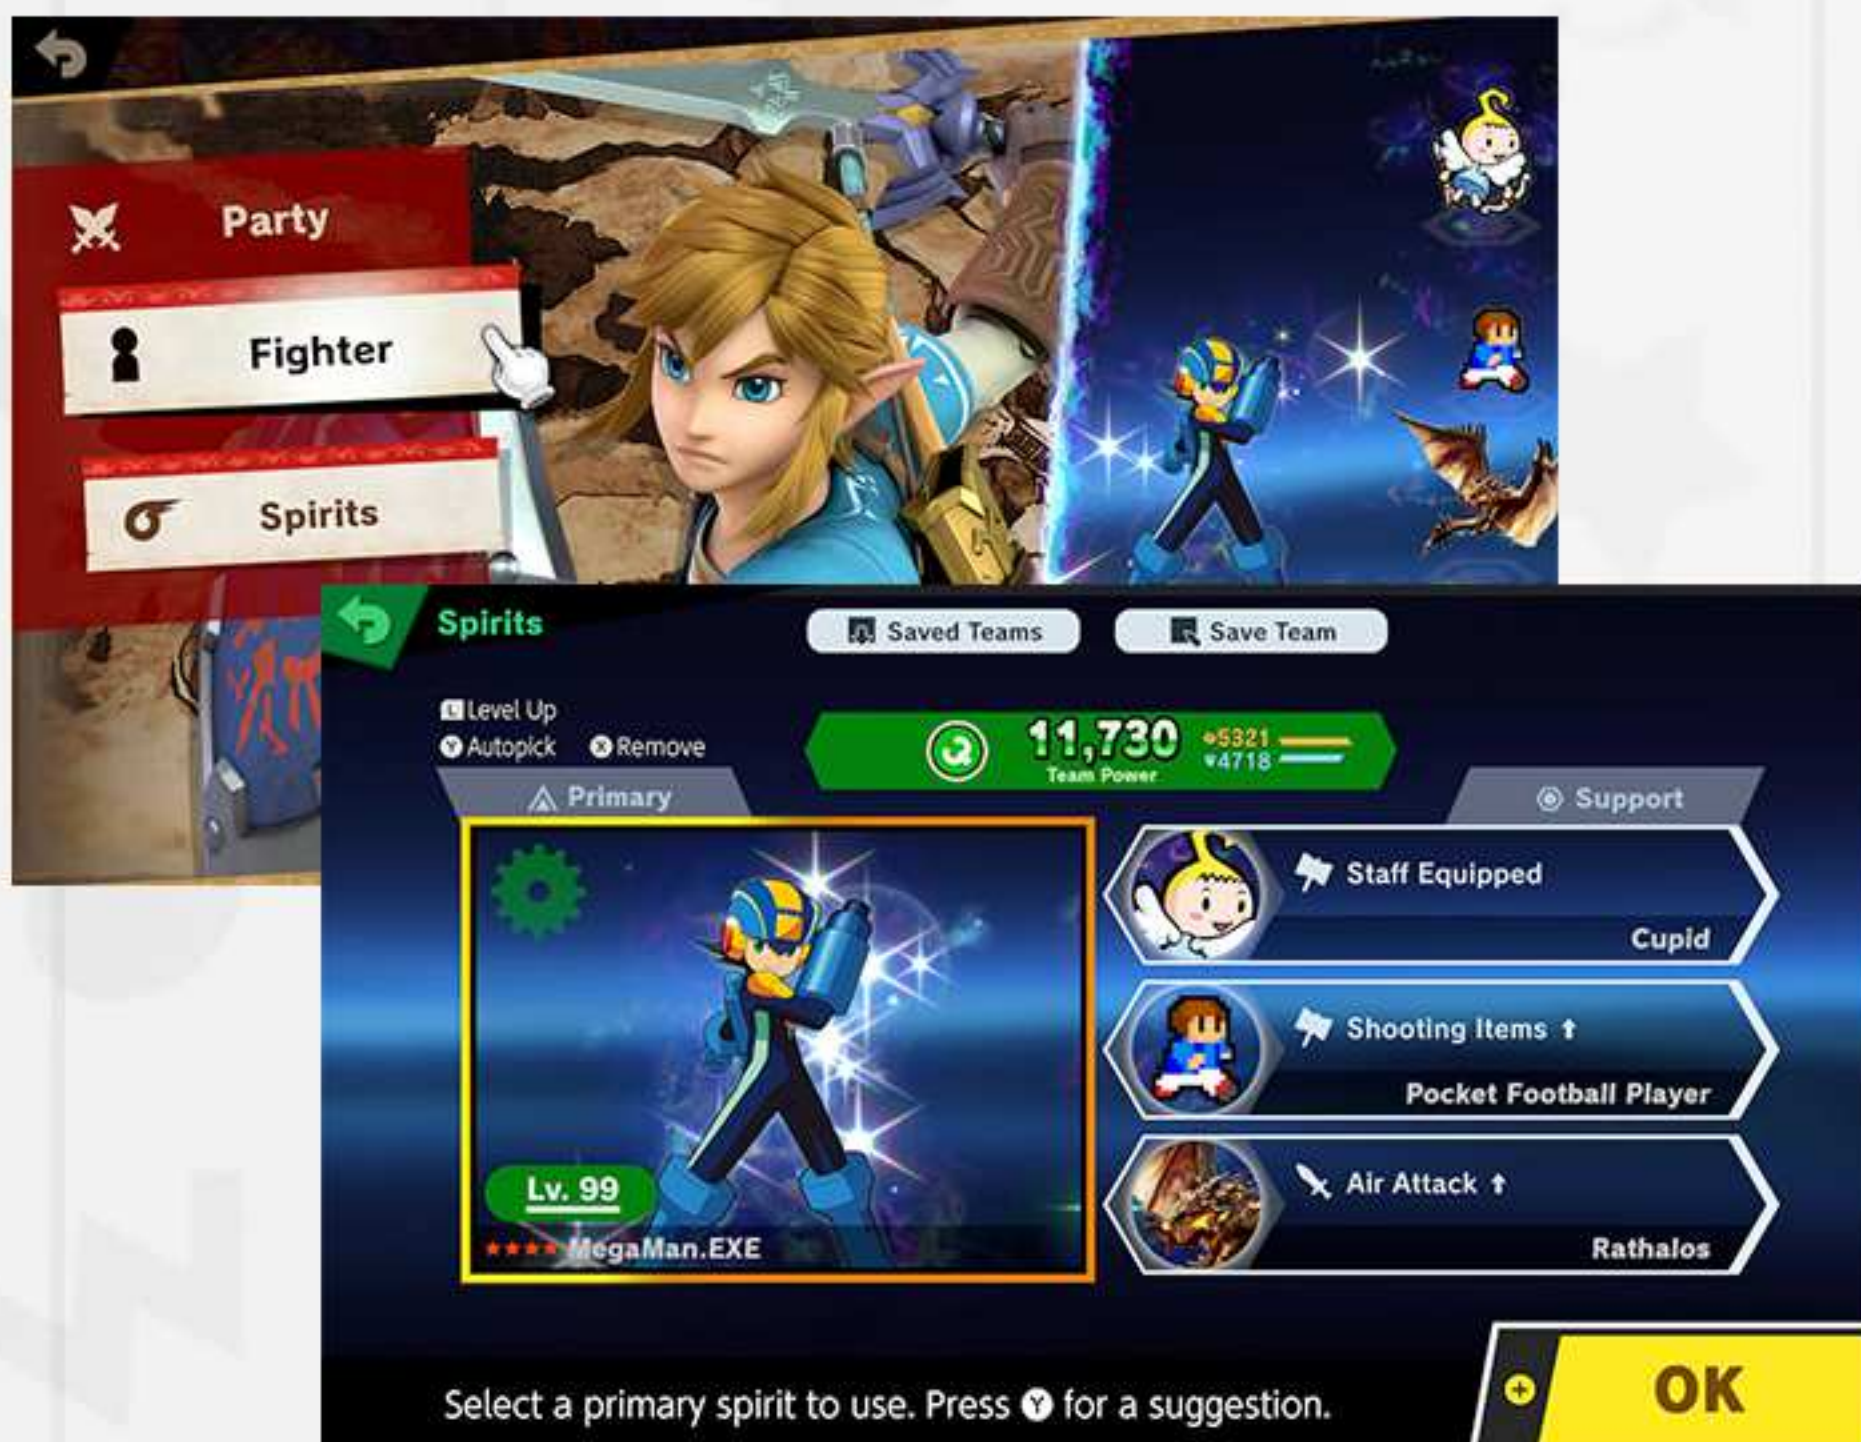 Party
Fighter
Spirits
Spirits
Saved Teams
Save Team
L Level Up
Y Autopick X Remove
11,730
Team Power
5321
4718
Primary
Support
Staff Equipped
Cupid
Shooting Items ↑
Pocket Football Player
Air Attack ↑
Rathalos
Lv. 99
★★★★ MegaMan.EXE
Select a primary spirit to use. Press Y for a suggestion.
+ OK